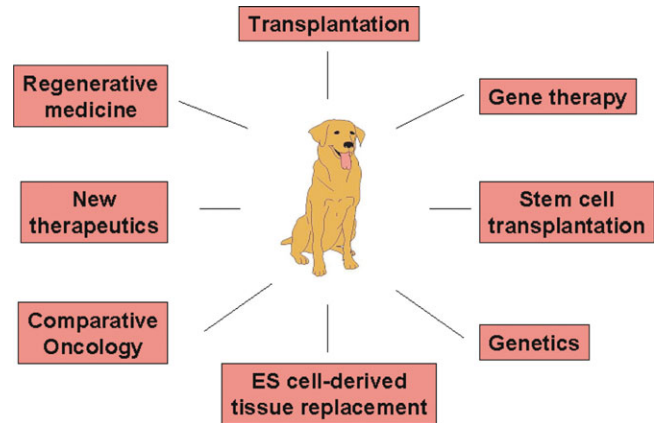 Transplantation
Regenerative
medicine
Gene therapy
New
therapeutics
Stem cell
transplantation
Comparative
Oncology
Genetics
ES cell-derived
tissue replacement